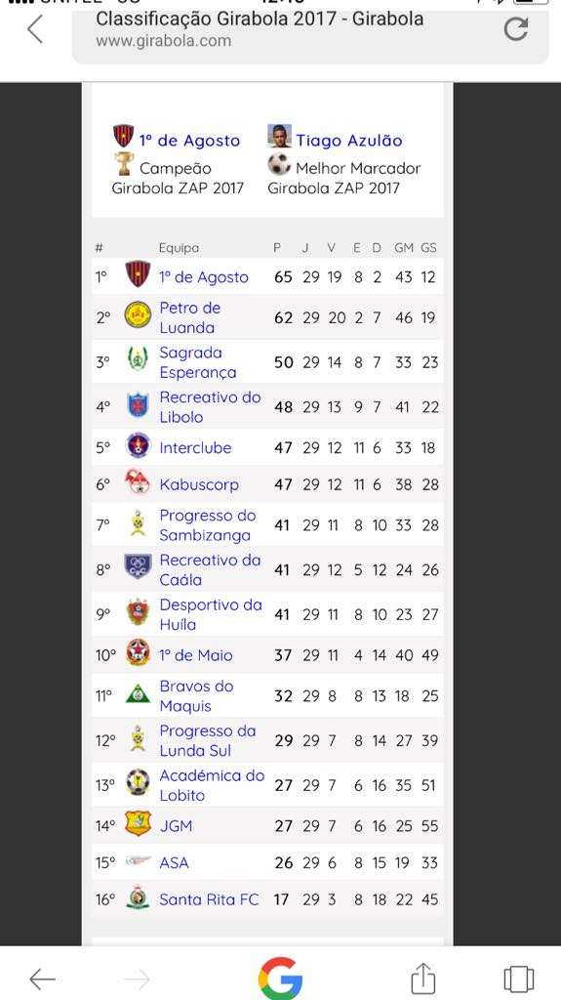 Classificação Girabola 2017 - Girabola
www.girabola.com
1º de Agosto
Campeão
Girabola ZAP 2017
Tiago Azulão
Melhor Marcador
Girabola ZAP 2017
# Equipa P J V E D GM GS
1º 1º de Agosto 65 29 19 8 2 43 12
2º Petro de Luanda 62 29 20 2 7 46 19
3º Sagrada Esperança 50 29 14 8 7 33 23
4º Recreativo do Libolo 48 29 13 9 7 41 22
5º Interclube 47 29 12 11 6 33 18
6º Kabuscorp 47 29 12 11 6 38 28
7º Progresso do Sambizanga 41 29 11 8 10 33 28
8º Recreativo da Caála 41 29 12 5 12 24 26
9º Desportivo da Huíla 41 29 11 8 10 23 27
10º 1º de Maio 37 29 11 4 14 40 49
11º Bravos do Maquis 32 29 8 8 13 18 25
12º Progresso da Lunda Sul 29 29 7 8 14 27 39
13º Académica do Lobito 27 29 7 6 16 35 51
14º JGM 27 29 7 6 16 25 55
15º ASA 26 29 6 8 15 19 33
16º Santa Rita FC 17 29 3 8 18 22 45